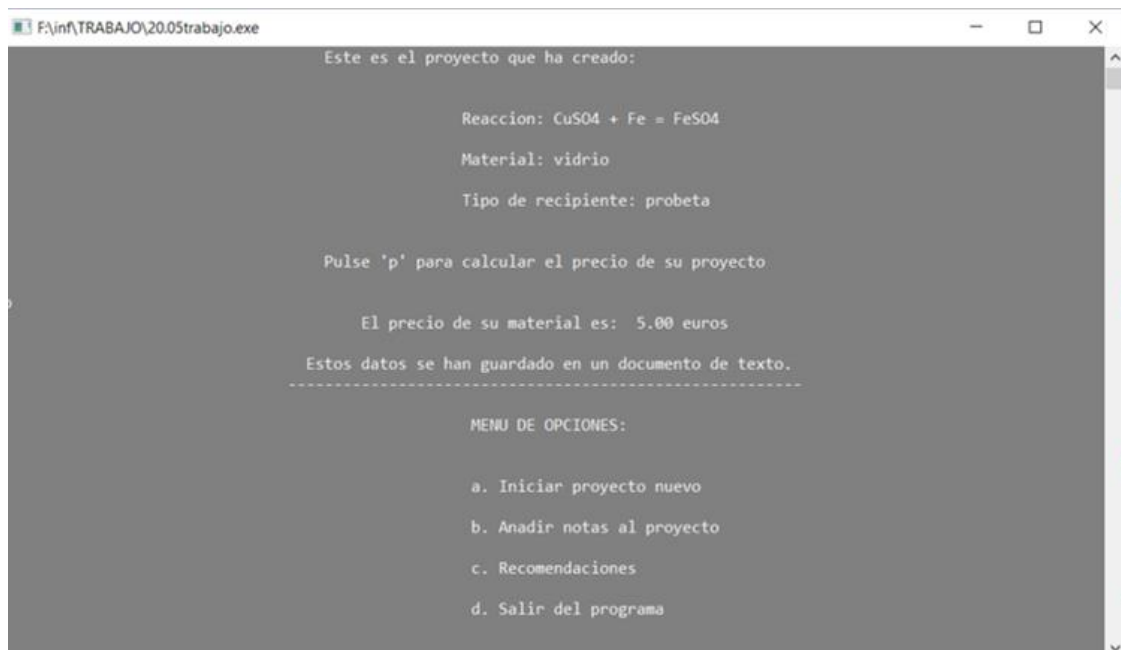 F:\inf\TRABAJO\20.05trabajo.exe
Este es el proyecto que ha creado:
Reaccion: CuSO4 + Fe = FeSO4
Material: vidrio
Tipo de recipiente: probeta
Pulse 'p' para calcular el precio de su proyecto
p
El precio de su material es: 5.00 euros
Estos datos se han guardado en un documento de texto.
-------------------------------------------------------
MENU DE OPCIONES:
a. Iniciar proyecto nuevo
b. Anadir notas al proyecto
c. Recomendaciones
d. Salir del programa